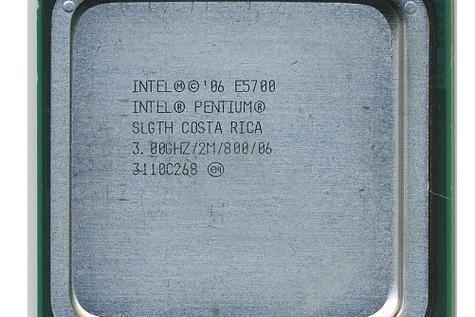 INTEL®Ⓜ©'06 E5700
INTEL® PENTIUM®
SLGTH COSTA RICA
3.00GHZ/2M/800/06
3110C268 ⓔ4